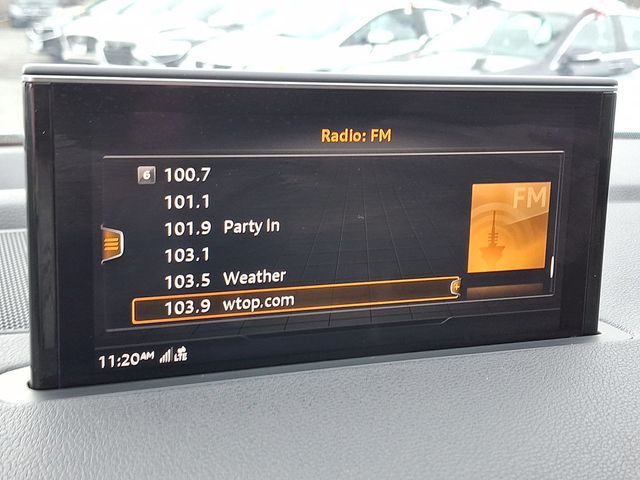 Radio: FM
FM
6 100.7
101.1
101.9 Party In
103.1
103.5 Weather
103.9 wtop.com
11:20AM LTE